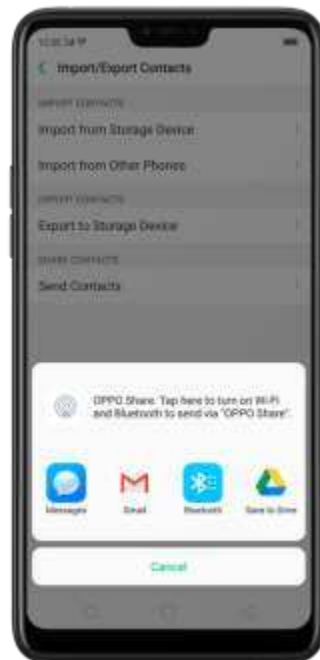 Import/Export Contacts
IMPORT CONTACTS
Import from Storage Device
Import from Other Phones
EXPORT CONTACTS
Export to Storage Device
SHARE CONTACTS
Send Contacts
OPPO Share: Tap here to turn on Wi-Fi
and Bluetooth to send via "OPPO Share".
Messages Gmail Bluetooth Save to Drive
Cancel